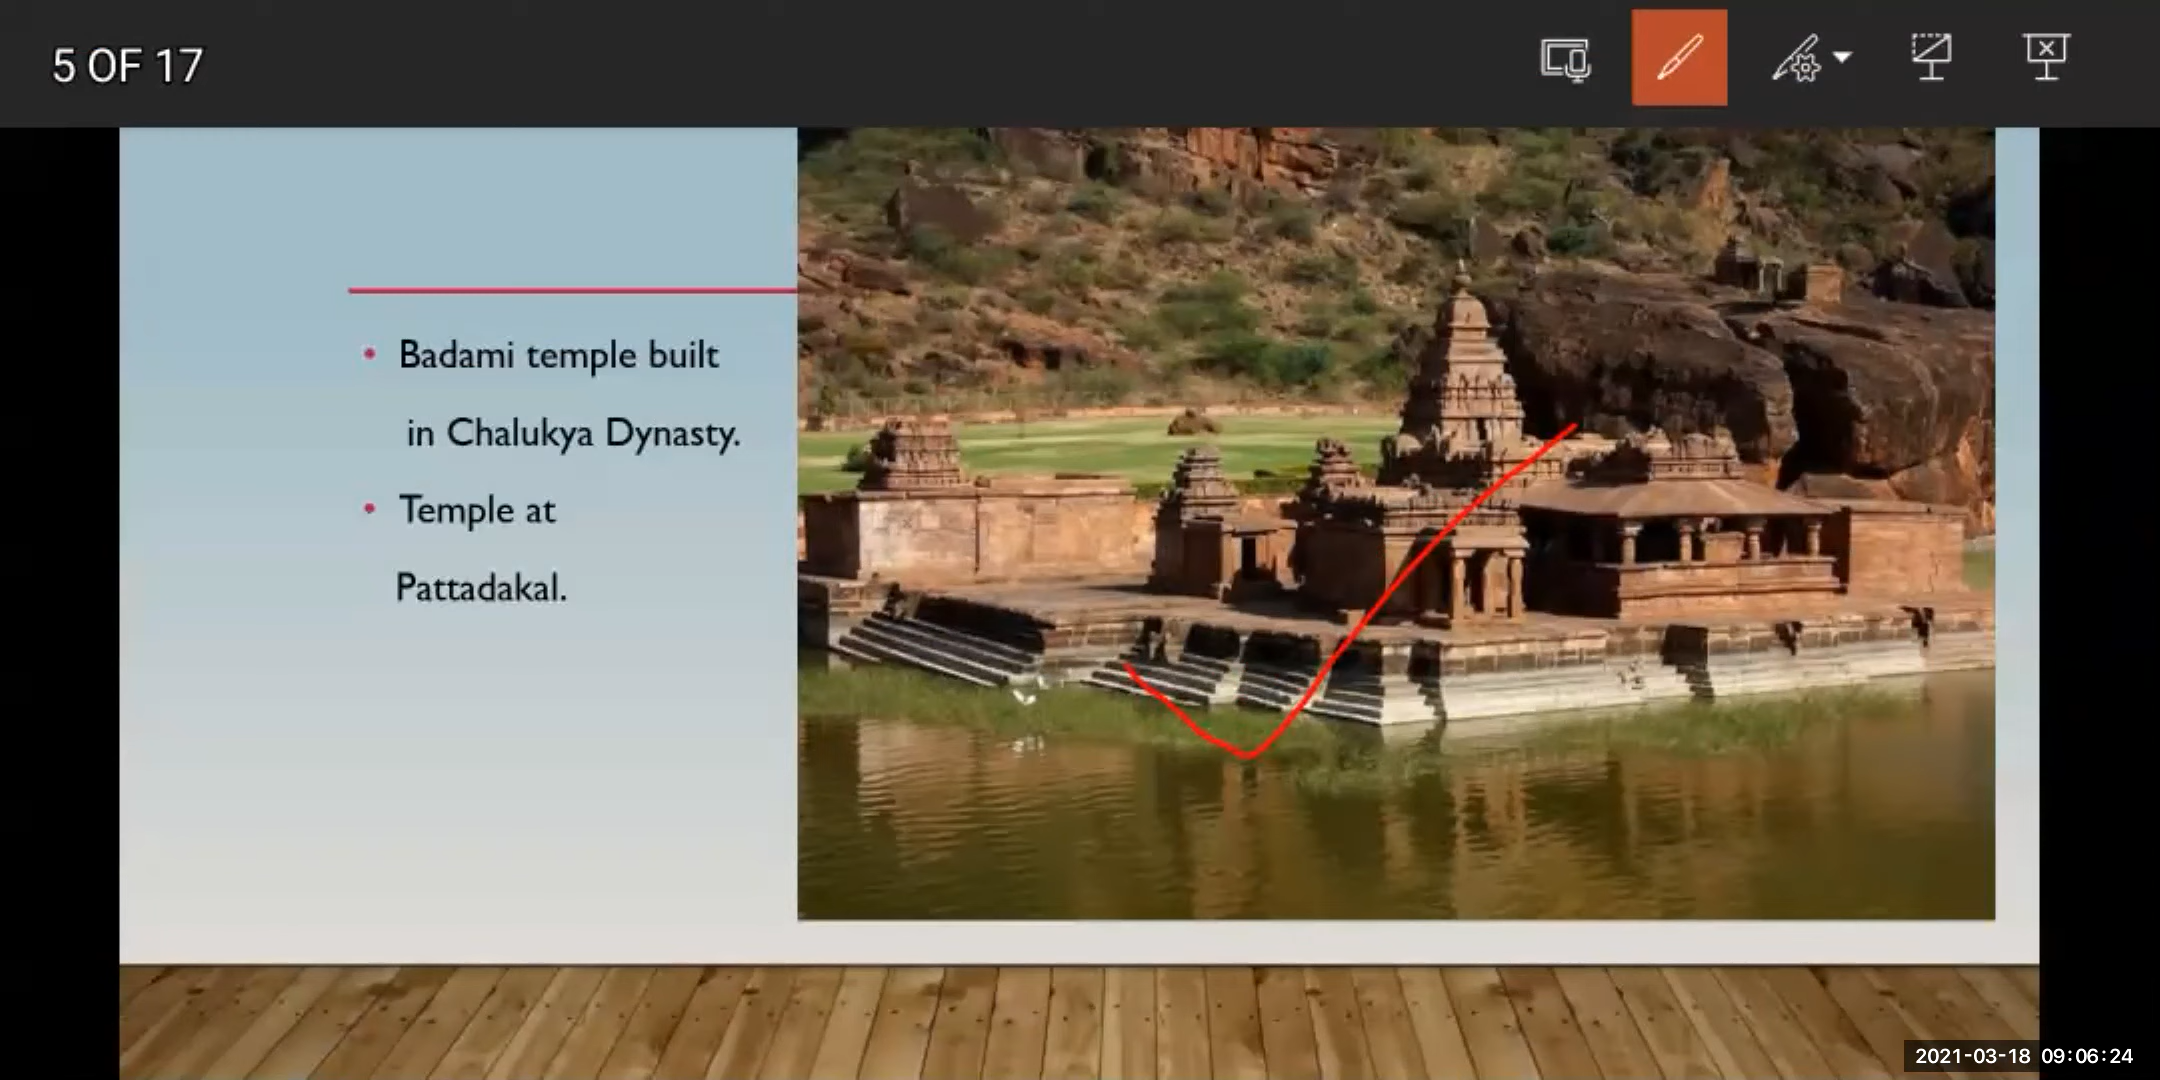 5 OF 17
• Badami temple built
in Chalukya Dynasty.
• Temple at
Pattadakal.
2021-03-18 09:06:24